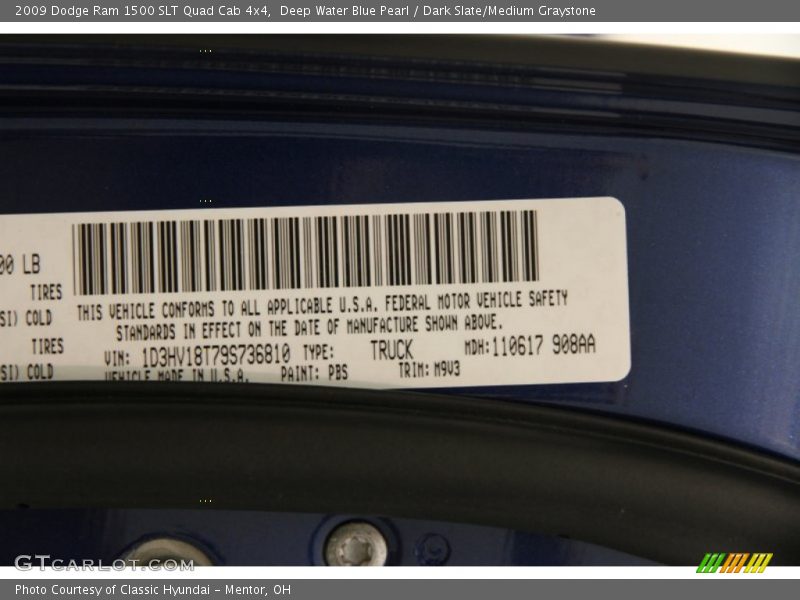 2009 Dodge Ram 1500 SLT Quad Cab 4x4, Deep Water Blue Pearl / Dark Slate/Medium Graystone
00 LB
TIRES
SI) COLD
TIRES
SI) COLD
THIS VEHICLE CONFORMS TO ALL APPLICABLE U.S.A. FEDERAL MOTOR VEHICLE SAFETY
STANDARDS IN EFFECT ON THE DATE OF MANUFACTURE SHOWN ABOVE.
VIN: 1D3HV18T79S736810 TYPE: TRUCK MDH:110617 908AA
VEHICLE MADE IN U.S.A. PAINT: PBS TRIM: M9V3
GTcarlot.com
Photo Courtesy of Classic Hyundai - Mentor, OH